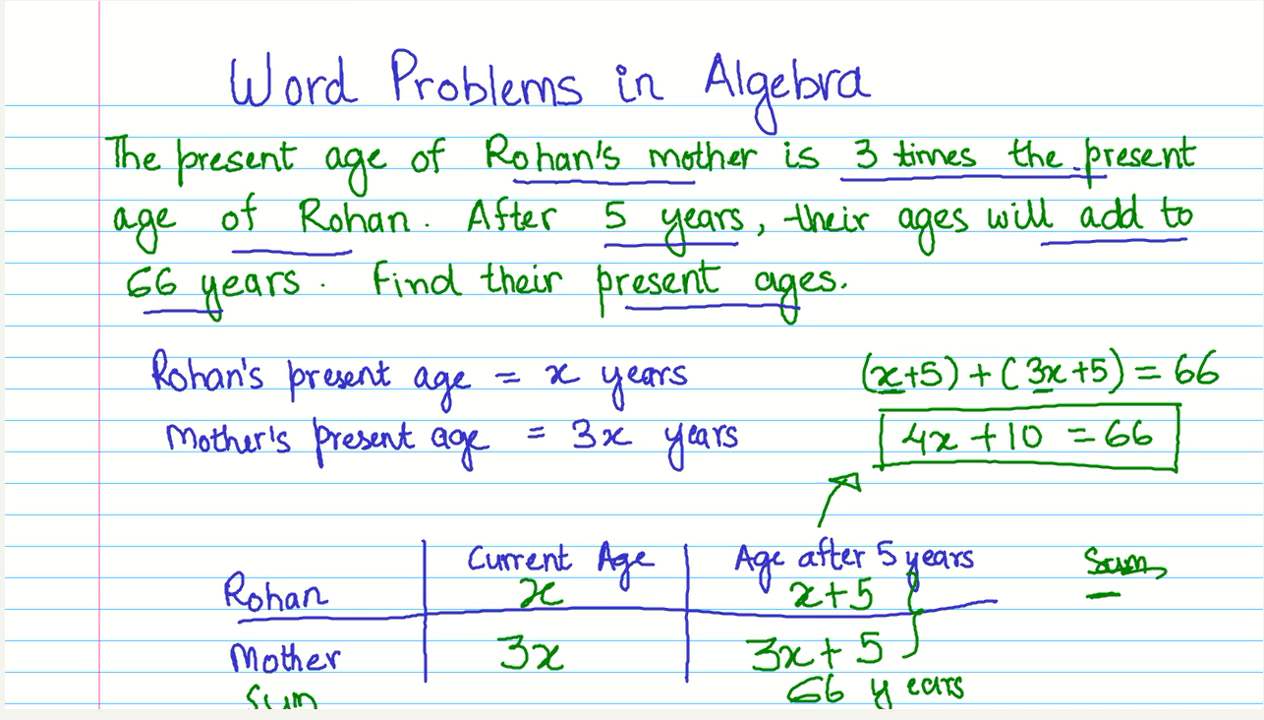 Word Problems in Algebra
The present age of Rohan's mother is 3 times the present
age of Rohan. After 5 years, their ages will add to
66 years. Find their present ages.
Rohan's present age = x years
(x+5) + (3x+5) = 66
Mother's present age = 3x years
4x + 10 = 66
Current Age Age after 5 years Sum
Rohan x x+5
Mother 3x 3x + 5
Sum 66 years